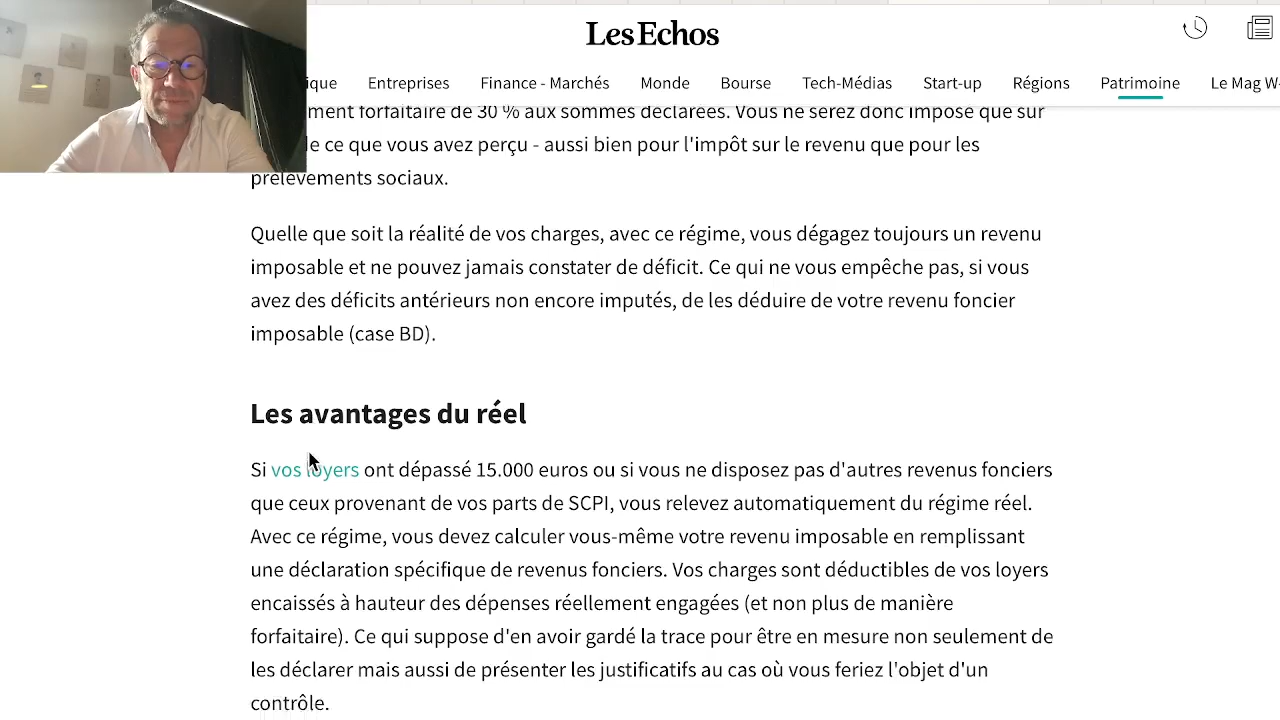 Les Echos
ique Entreprises Finance - Marchés Monde Bourse Tech-Médias Start-up Régions Patrimoine Le Mag W-
ment forfaitaire de 30 % aux sommes déclarées. Vous ne serez donc imposé que sur
le ce que vous avez perçu - aussi bien pour l'impôt sur le revenu que pour les
prélèvements sociaux.
Quelle que soit la réalité de vos charges, avec ce régime, vous dégagez toujours un revenu
imposable et ne pouvez jamais constater de déficit. Ce qui ne vous empêche pas, si vous
avez des déficits antérieurs non encore imputés, de les déduire de votre revenu foncier
imposable (case BD).
Les avantages du réel
Si vos loyers ont dépassé 15.000 euros ou si vous ne disposez pas d'autres revenus fonciers
que ceux provenant de vos parts de SCPI, vous relevez automatiquement du régime réel.
Avec ce régime, vous devez calculer vous-même votre revenu imposable en remplissant
une déclaration spécifique de revenus fonciers. Vos charges sont déductibles de vos loyers
encaissés à hauteur des dépenses réellement engagées (et non plus de manière
forfaitaire). Ce qui suppose d'en avoir gardé la trace pour être en mesure non seulement de
les déclarer mais aussi de présenter les justificatifs au cas où vous feriez l'objet d'un
contrôle.